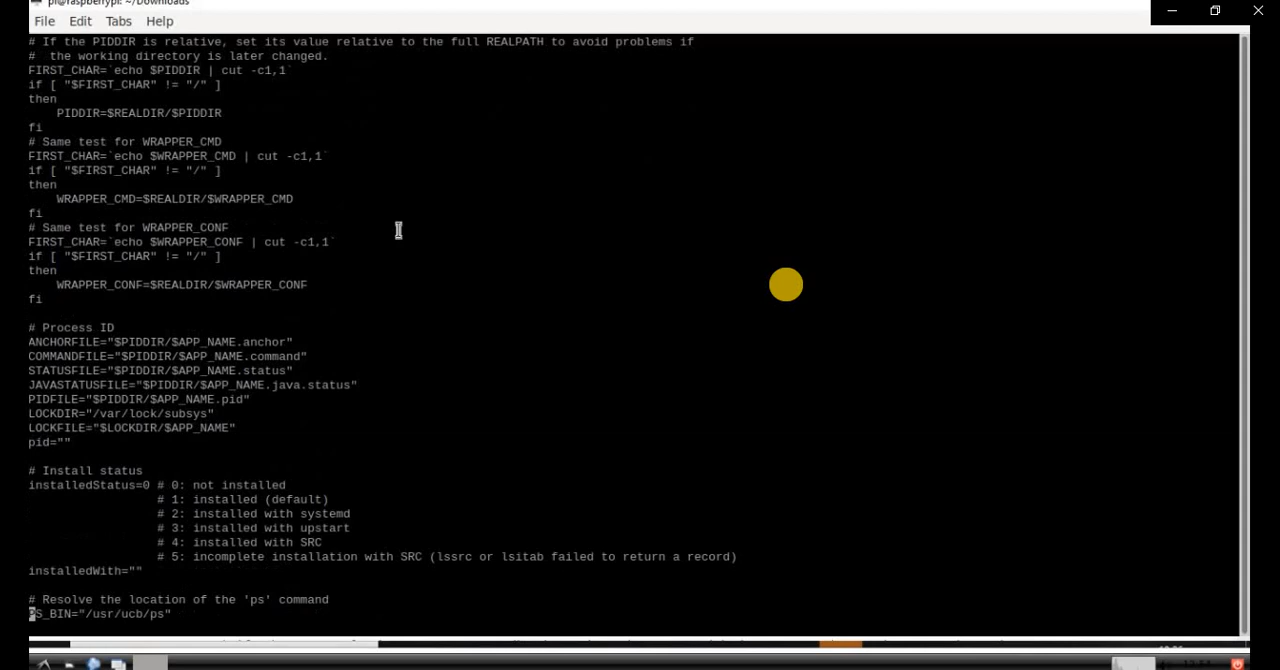 pi@raspberrypi: ~/Downloads
File Edit Tabs Help
# If the PIDDIR is relative, set its value relative to the full REALPATH to avoid problems if
#  the working directory is later changed.
FIRST_CHAR=`echo $PIDDIR | cut -c1,1`
if [ "$FIRST_CHAR" != "/" ]
then
    PIDDIR=$REALDIR/$PIDDIR
fi
# Same test for WRAPPER_CMD
FIRST_CHAR=`echo $WRAPPER_CMD | cut -c1,1`
if [ "$FIRST_CHAR" != "/" ]
then
    WRAPPER_CMD=$REALDIR/$WRAPPER_CMD
fi
# Same test for WRAPPER_CONF
FIRST_CHAR=`echo $WRAPPER_CONF | cut -c1,1`
if [ "$FIRST_CHAR" != "/" ]
then
    WRAPPER_CONF=$REALDIR/$WRAPPER_CONF
fi
# Process ID
ANCHORFILE="$PIDDIR/$APP_NAME.anchor"
COMMANDFILE="$PIDDIR/$APP_NAME.command"
STATUSFILE="$PIDDIR/$APP_NAME.status"
JAVASTATUSFILE="$PIDDIR/$APP_NAME.java.status"
PIDFILE="$PIDDIR/$APP_NAME.pid"
LOCKDIR="/var/lock/subsys"
LOCKFILE="$LOCKDIR/$APP_NAME"
pid=""
# Install status
installedStatus=0 # 0: not installed
                  # 1: installed (default)
                  # 2: installed with systemd
                  # 3: installed with upstart
                  # 4: installed with SRC
                  # 5: incomplete installation with SRC (lssrc or lsitab failed to return a record)
installedWith=""
# Resolve the location of the 'ps' command
PS_BIN="/usr/ucb/ps"